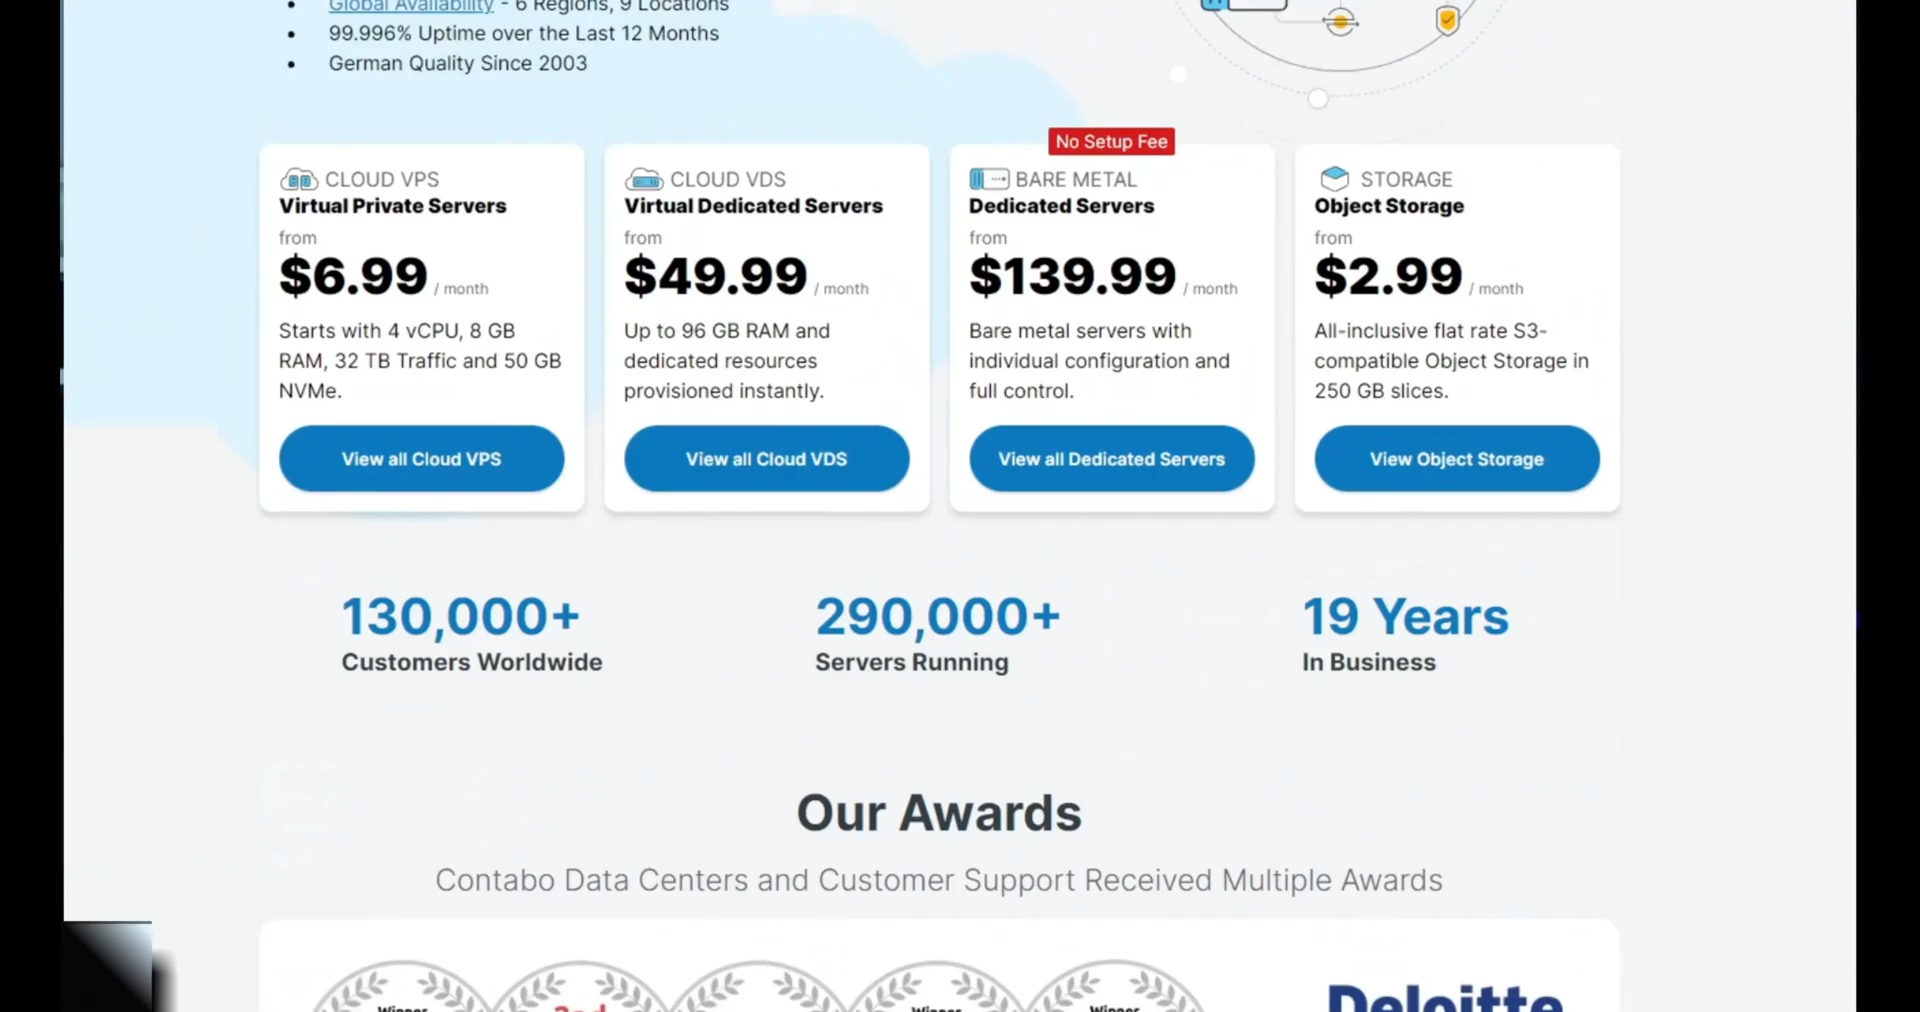 Global Availability - 6 Regions, 9 Locations
99.996% Uptime over the Last 12 Months
German Quality Since 2003
CLOUD VPS
Virtual Private Servers
from
$6.99 / month
Starts with 4 vCPU, 8 GB
RAM, 32 TB Traffic and 50 GB
NVMe.
View all Cloud VPS
CLOUD VDS
Virtual Dedicated Servers
from
$49.99 / month
Up to 96 GB RAM and
dedicated resources
provisioned instantly.
View all Cloud VDS
No Setup Fee
BARE METAL
Dedicated Servers
from
$139.99 / month
Bare metal servers with
individual configuration and
full control.
View all Dedicated Servers
STORAGE
Object Storage
from
$2.99 / month
All-inclusive flat rate S3-
compatible Object Storage in
250 GB slices.
View Object Storage
130,000+
Customers Worldwide
290,000+
Servers Running
19 Years
In Business
Our Awards
Contabo Data Centers and Customer Support Received Multiple Awards
Winner
2nd
Winner
Winner
Deloitte